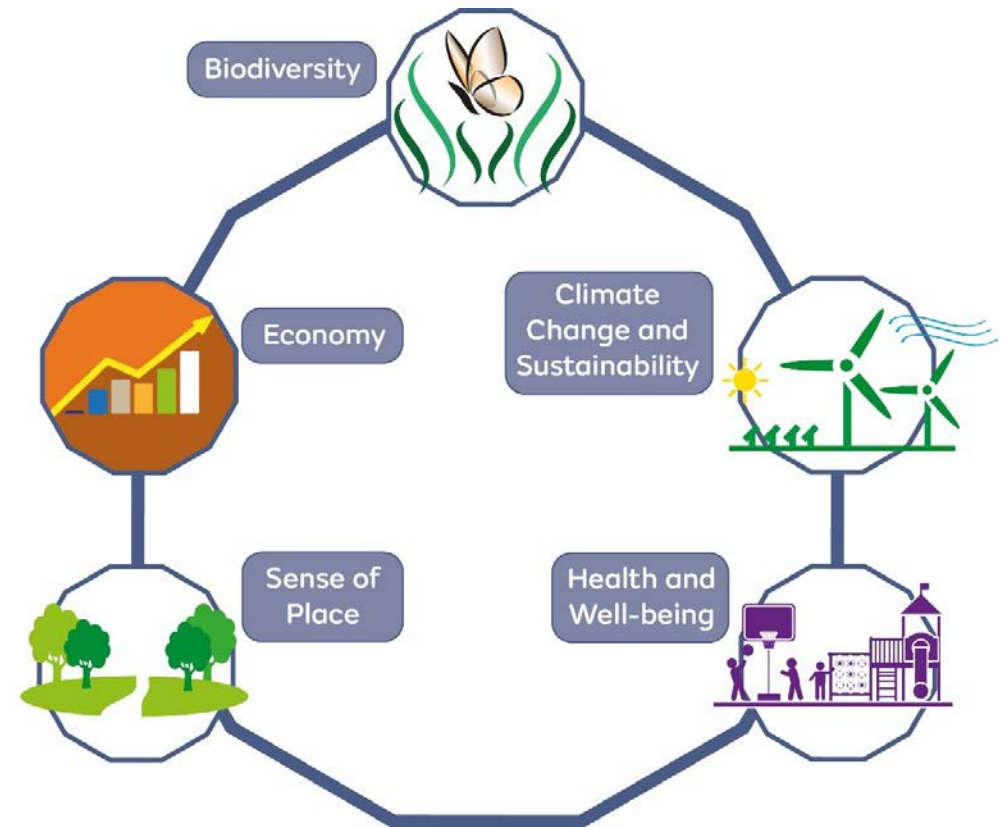 Biodiversity
Economy
Climate
Change and
Sustainability
Sense of
Place
Health and
Well-being